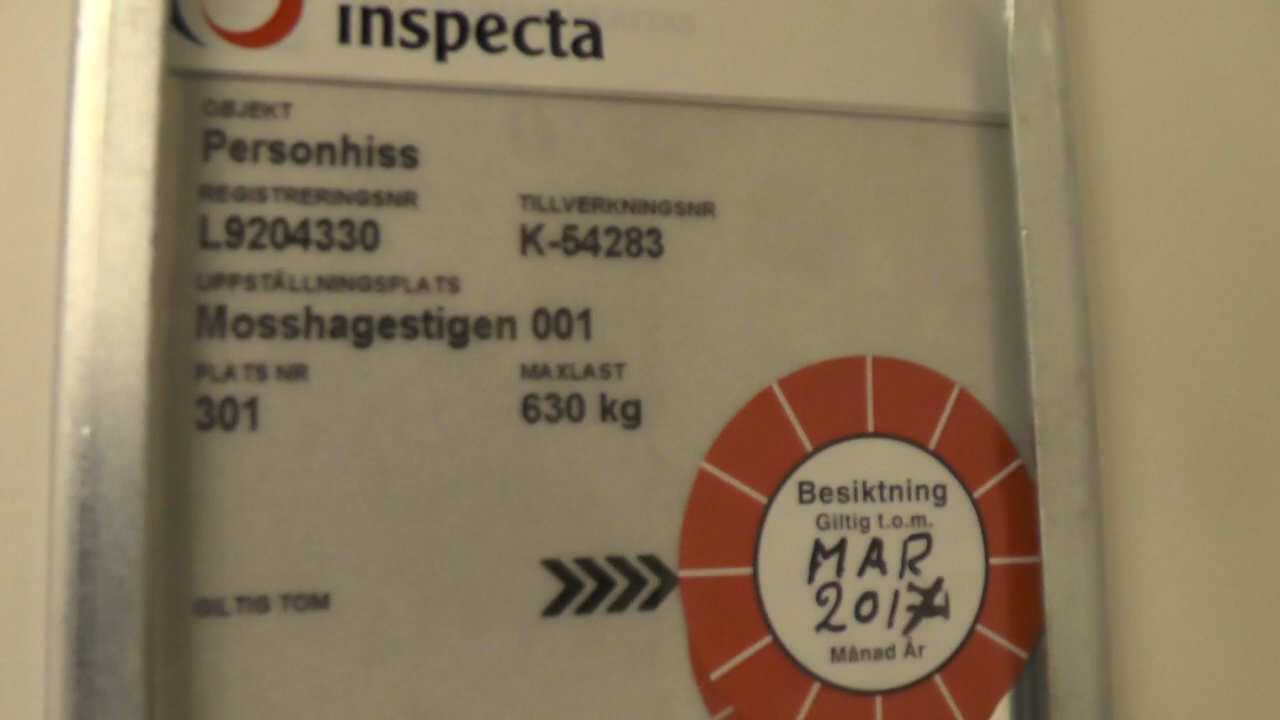 inspecta
OBJEKT
Personhiss
REGISTRERINGSNR TILLVERKNINGSNR
L9204330 K-54283
UPPSTÄLLNINGSPLATS
Mosshagestigen 001
PLATS NR MAXLAST
301 630 kg
GILTIG TOM
Besiktning
Giltig t.o.m.
MAR
2017
Månad År